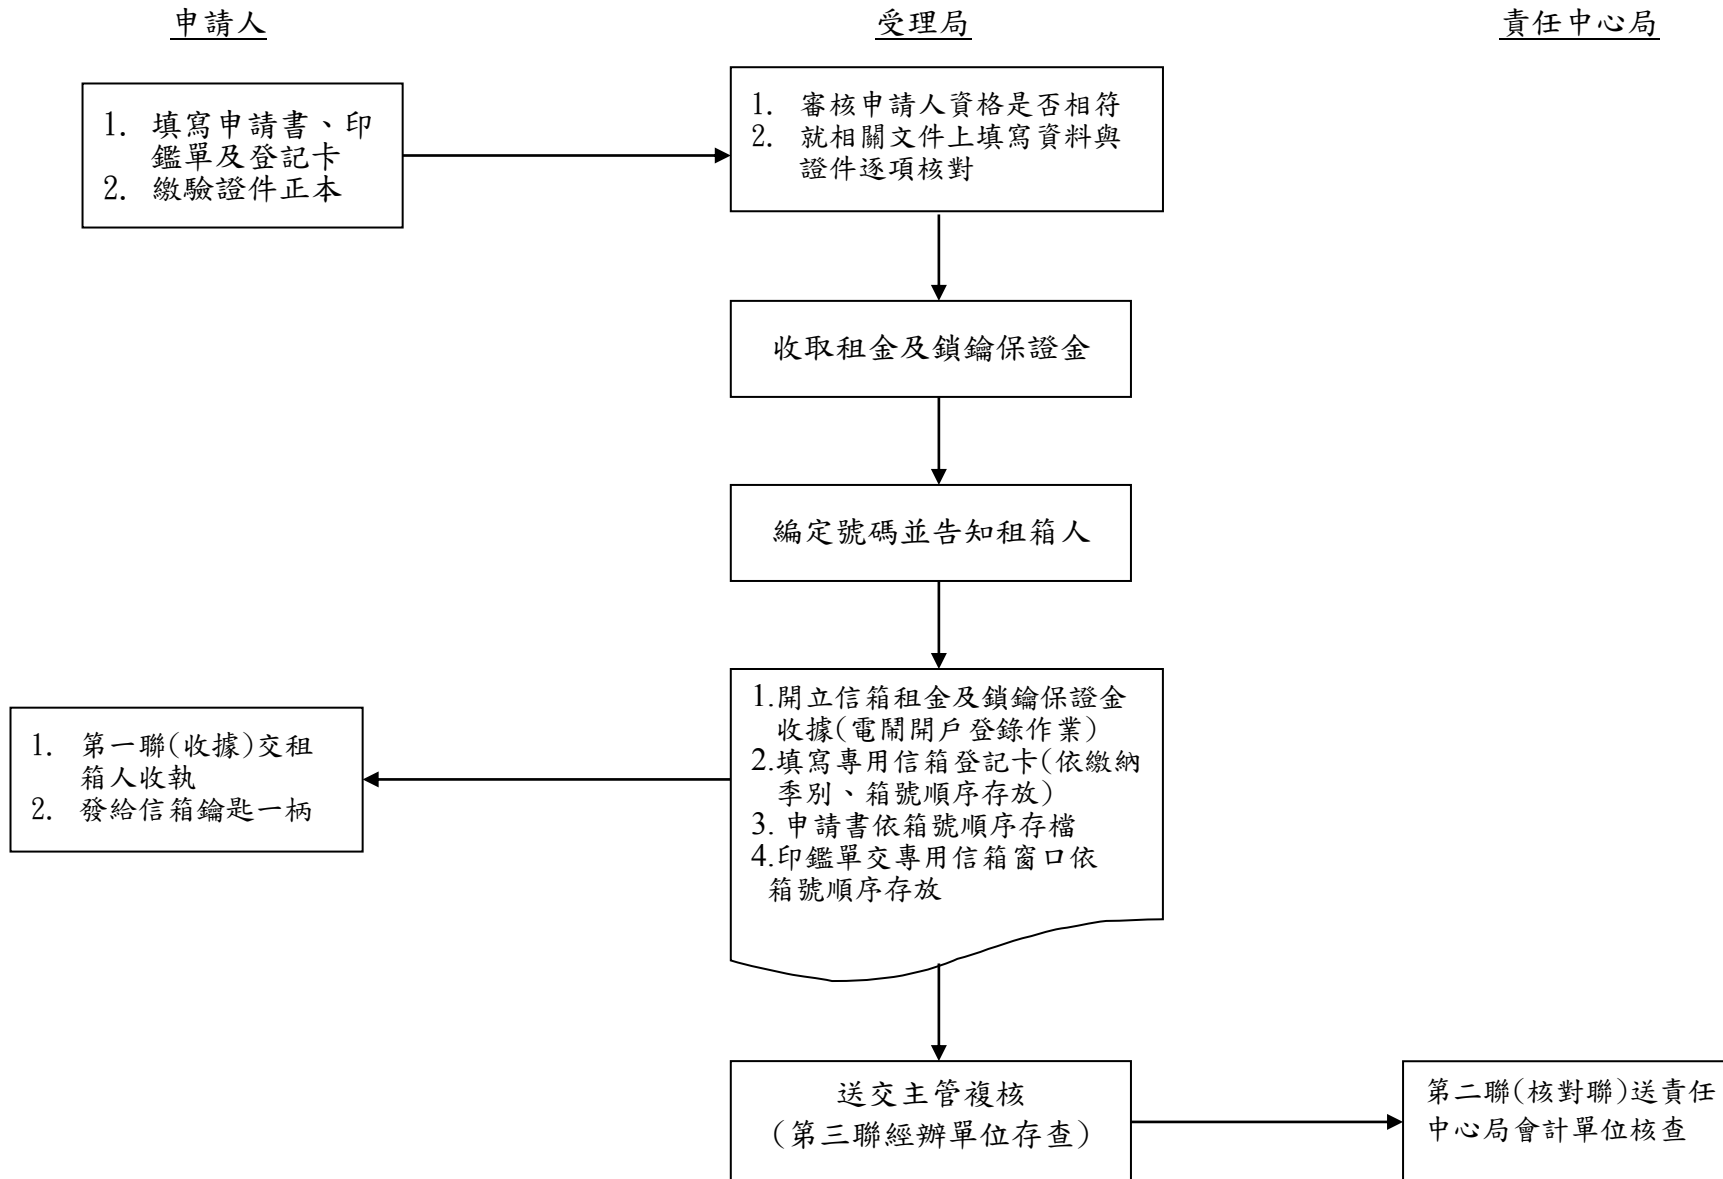 申請人
受理局
責任中心局
1. 填寫申請書、印
鑑單及登記卡
2. 繳驗證件正本
1. 審核申請人資格是否相符
2. 就相關文件上填寫資料與
證件逐項核對
收取租金及鎖鑰保證金
編定號碼並告知租箱人
1.開立信箱租金及鎖鑰保證金
收據(電鬧開戶登錄作業)
2.填寫專用信箱登記卡(依繳納
季別、箱號順序存放)
3. 申請書依箱號順序存檔
4.印鑑單交專用信箱窗口依
箱號順序存放
1. 第一聯(收據)交租
箱人收執
2. 發給信箱鑰匙一柄
送交主管複核
(第三聯經辦單位存查)
第二聯(核對聯)送責任
中心局會計單位核查